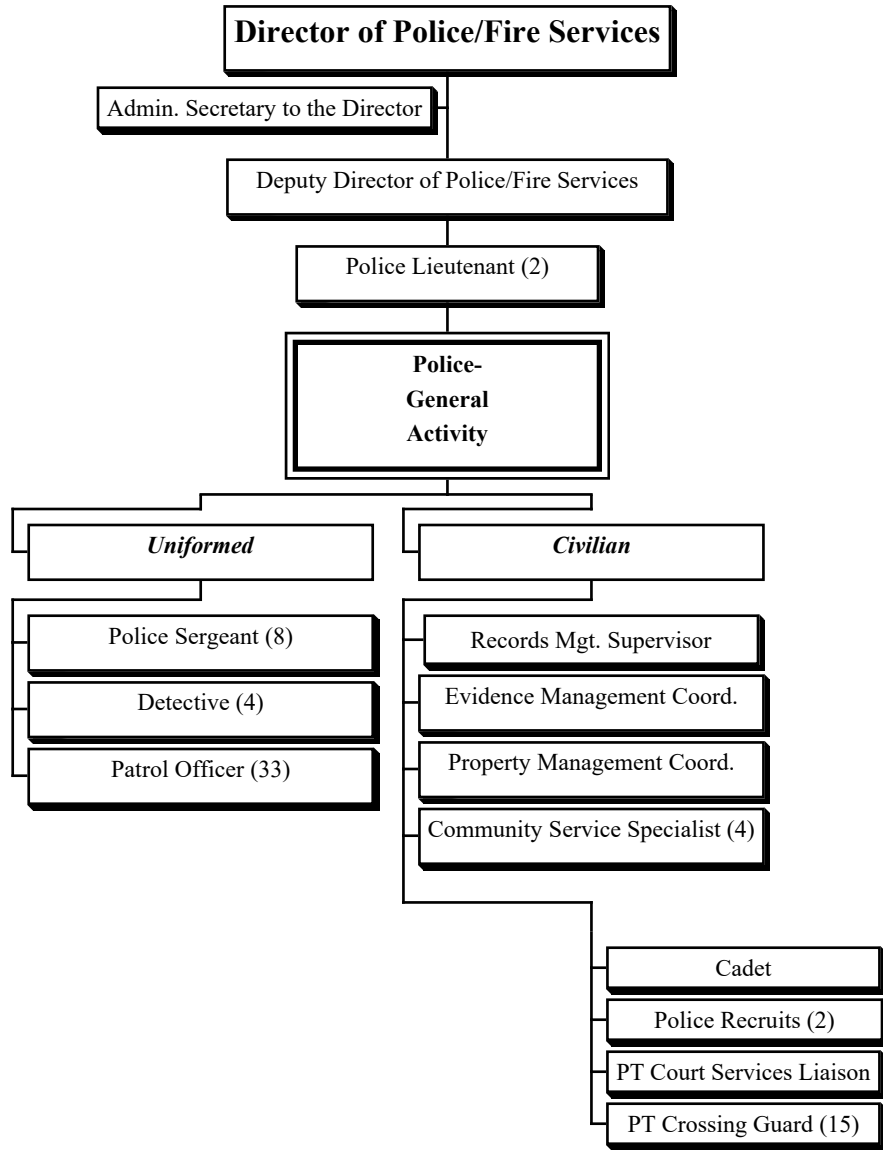 Director of Police/Fire Services
Admin. Secretary to the Director
Deputy Director of Police/Fire Services
Police Lieutenant (2)
Police-
General
Activity
Uniformed
Civilian
Police Sergeant (8)
Detective (4)
Patrol Officer (33)
Records Mgt. Supervisor
Evidence Management Coord.
Property Management Coord.
Community Service Specialist (4)
Cadet
Police Recruits (2)
PT Court Services Liaison
PT Crossing Guard (15)